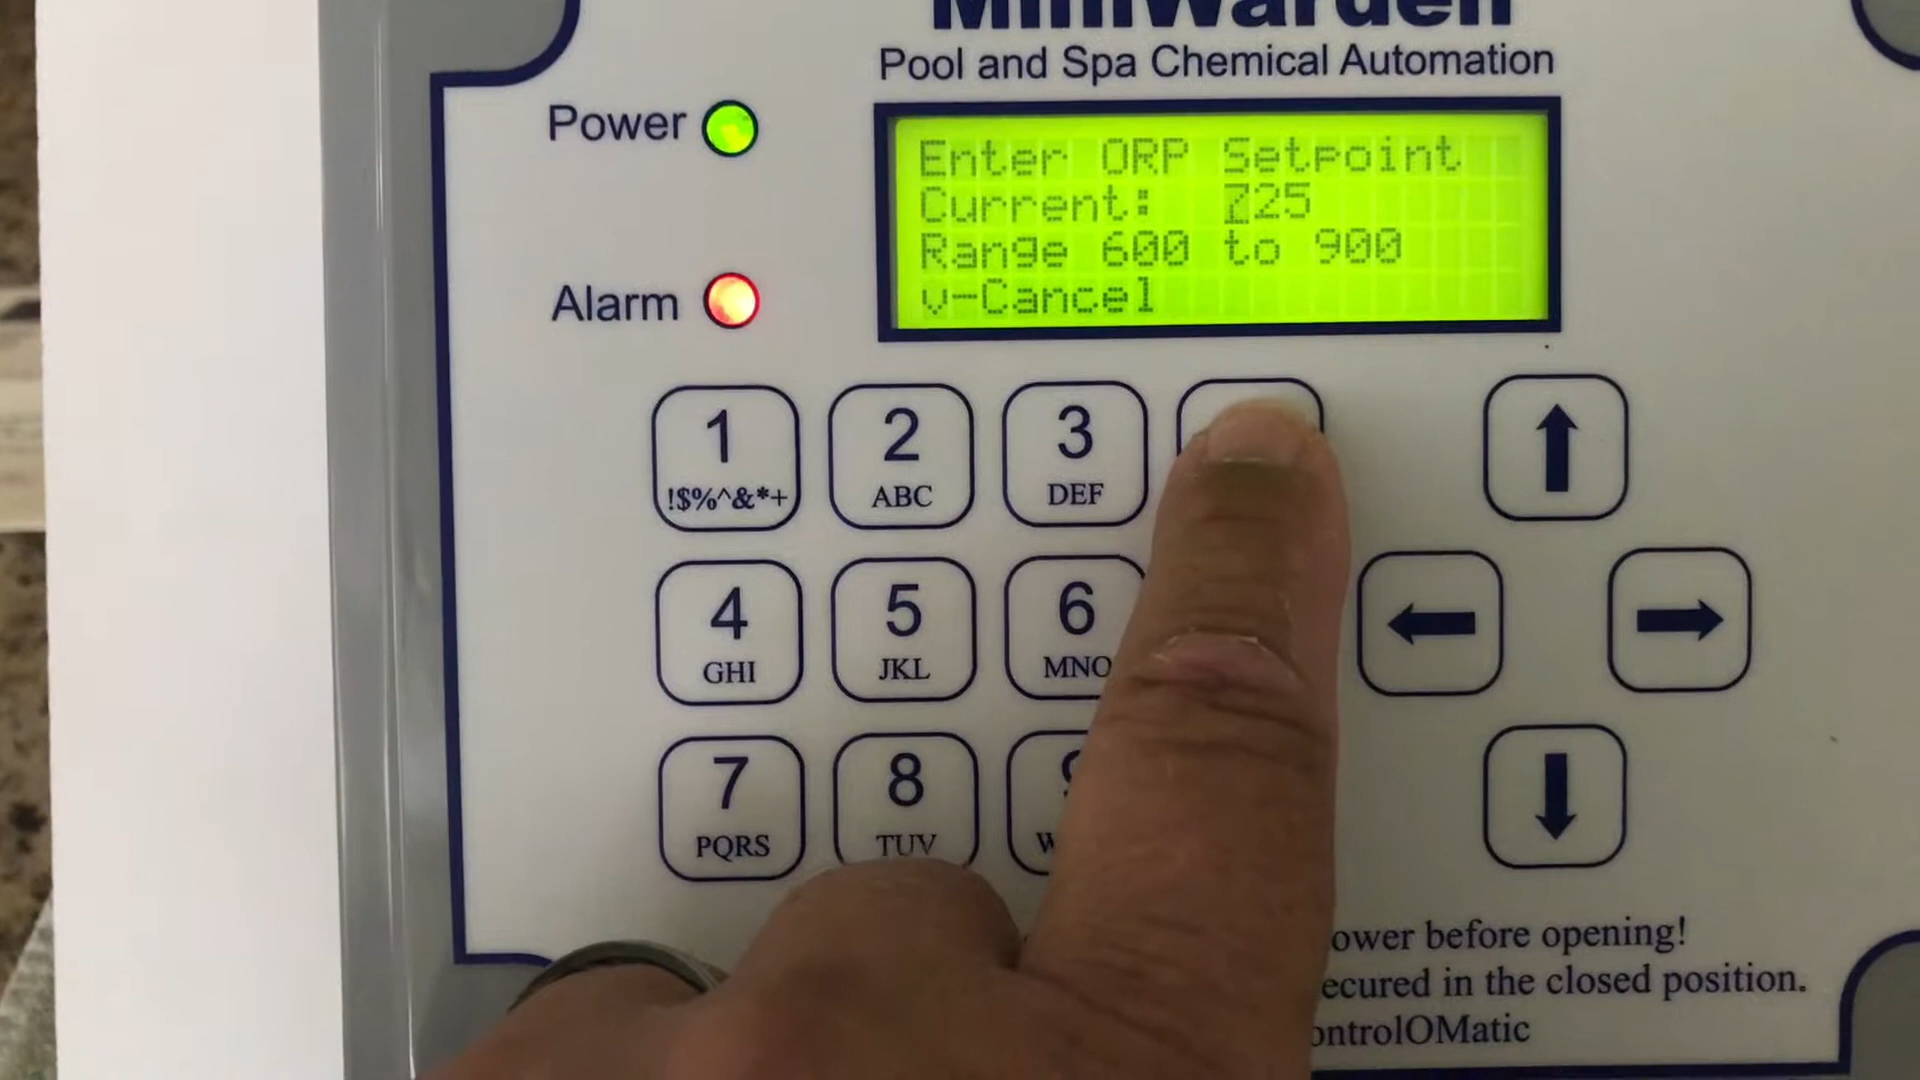 MiniWarden
Pool and Spa Chemical Automation
Power
Enter ORP Setpoint
Current: 725
Range 600 to 900
v-Cancel
Alarm
1 2 3
!$%^&*+ ABC DEF
4 5 6
GHI JKL MNO
7 8 9
PQRS TUV W
ower before opening!
ecured in the closed position.
ontrolOMatic